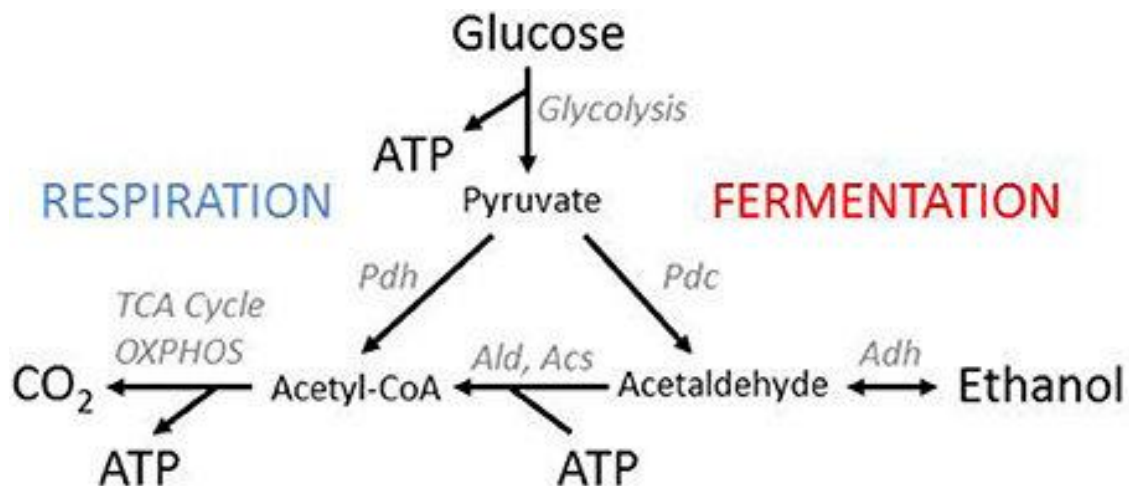 Glucose
Glycolysis
ATP
RESPIRATION
Pyruvate
FERMENTATION
Pdh
Pdc
TCA Cycle
OXPHOS
Ald, Acs
Adh
CO₂
Acetyl-CoA
Acetaldehyde
Ethanol
ATP
ATP